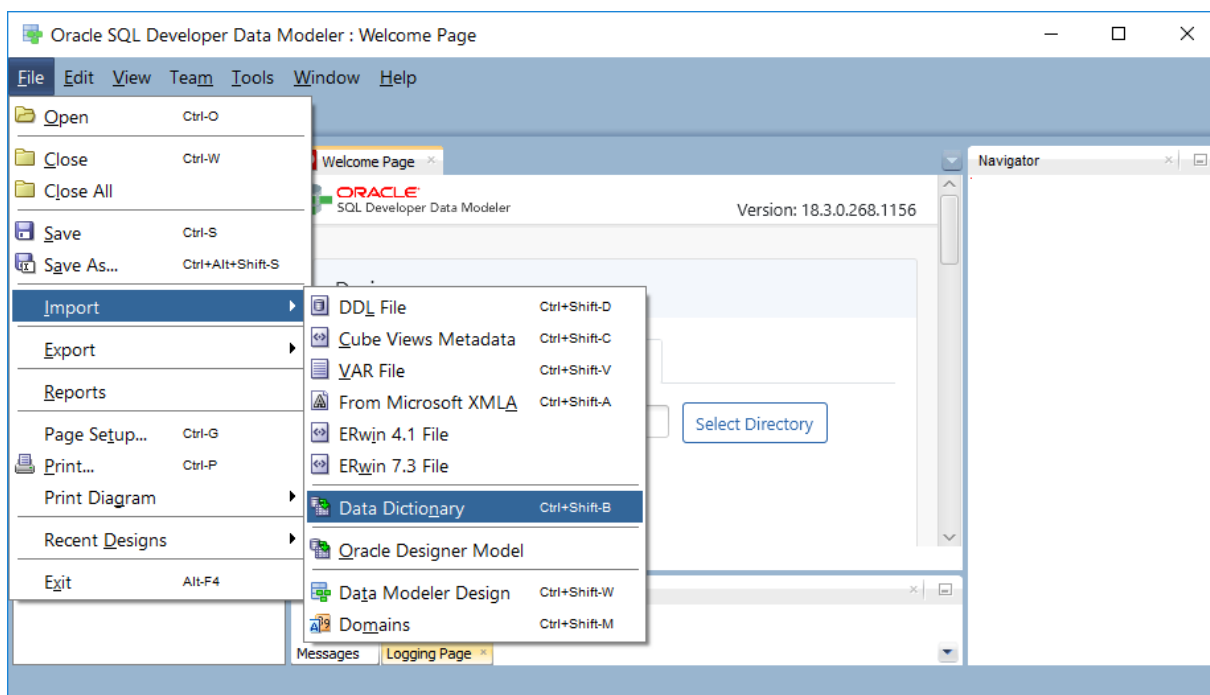 Oracle SQL Developer Data Modeler : Welcome Page
File Edit View Team Tools Window Help
Open Ctrl-O
Close Ctrl-W
Close All
Save Ctrl-S
Save As... Ctrl+Alt+Shift-S
Import
Export
Reports
Page Setup... Ctrl-G
Print... Ctrl-P
Print Diagram
Recent Designs
Exit Alt-F4
Welcome Page
ORACLE
SQL Developer Data Modeler
Version: 18.3.0.268.1156
DDL File Ctrl+Shift-D
Cube Views Metadata Ctrl+Shift-C
VAR File Ctrl+Shift-V
From Microsoft XMLA Ctrl+Shift-A
ERwin 4.1 File
ERwin 7.3 File
Data Dictionary Ctrl+Shift-B
Oracle Designer Model
Data Modeler Design Ctrl+Shift-W
Domains Ctrl+Shift-M
Select Directory
Messages Logging Page
Navigator